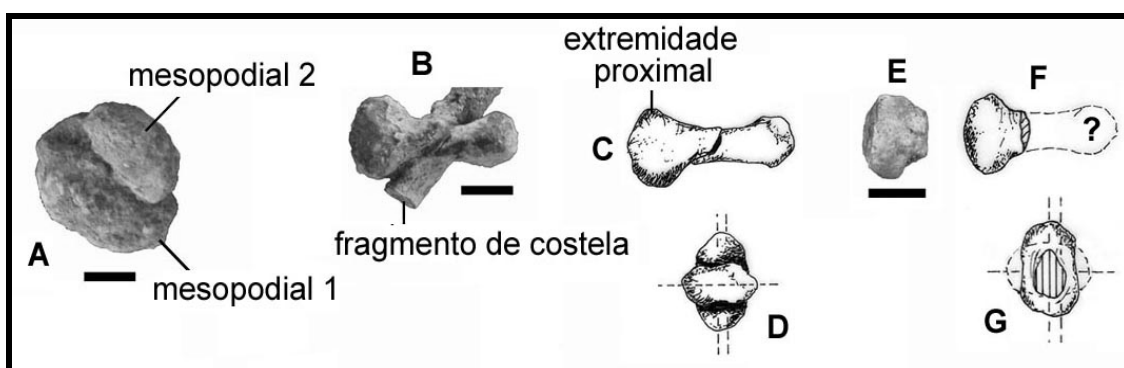 mesopodial 2
A
mesopodial 1
B
fragmento de costela
extremidade
proximal
C
D
E
F
?
G